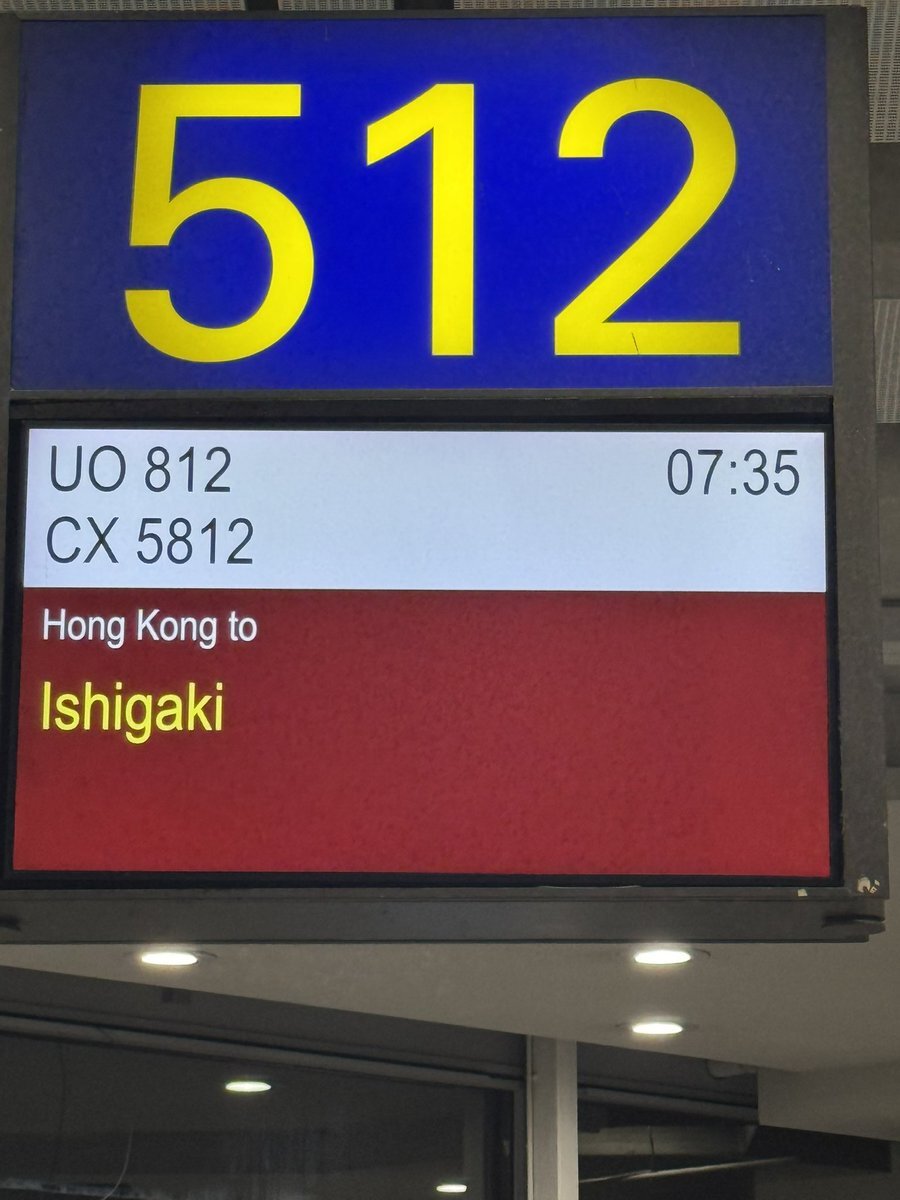 512
UO 812 07:35
CX 5812
Hong Kong to
Ishigaki